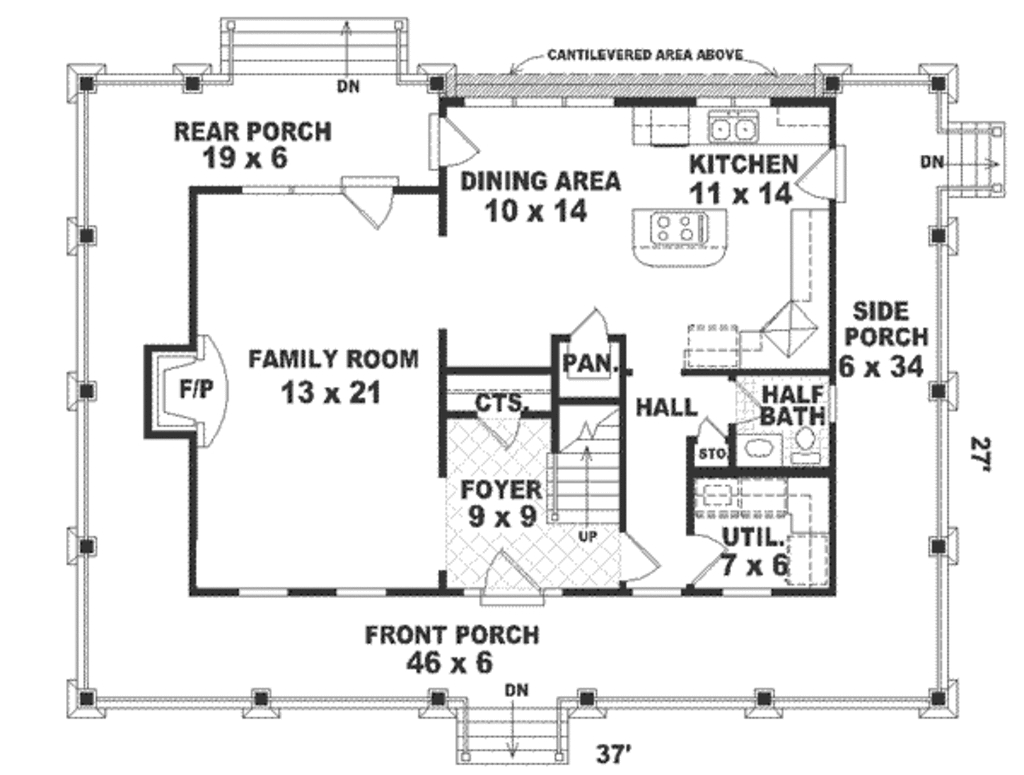 CANTILEVERED AREA ABOVE
DN
REAR PORCH
19 x 6
DINING AREA
10 x 14
KITCHEN
11 x 14
DN
SIDE
PORCH
6 x 34
FAMILY ROOM
13 x 21
F/P
PAN.
CTS.
HALL
HALF
BATH
STO.
FOYER
9 x 9
UP
UTIL.
7 x 6
27'
FRONT PORCH
46 x 6
DN
37'